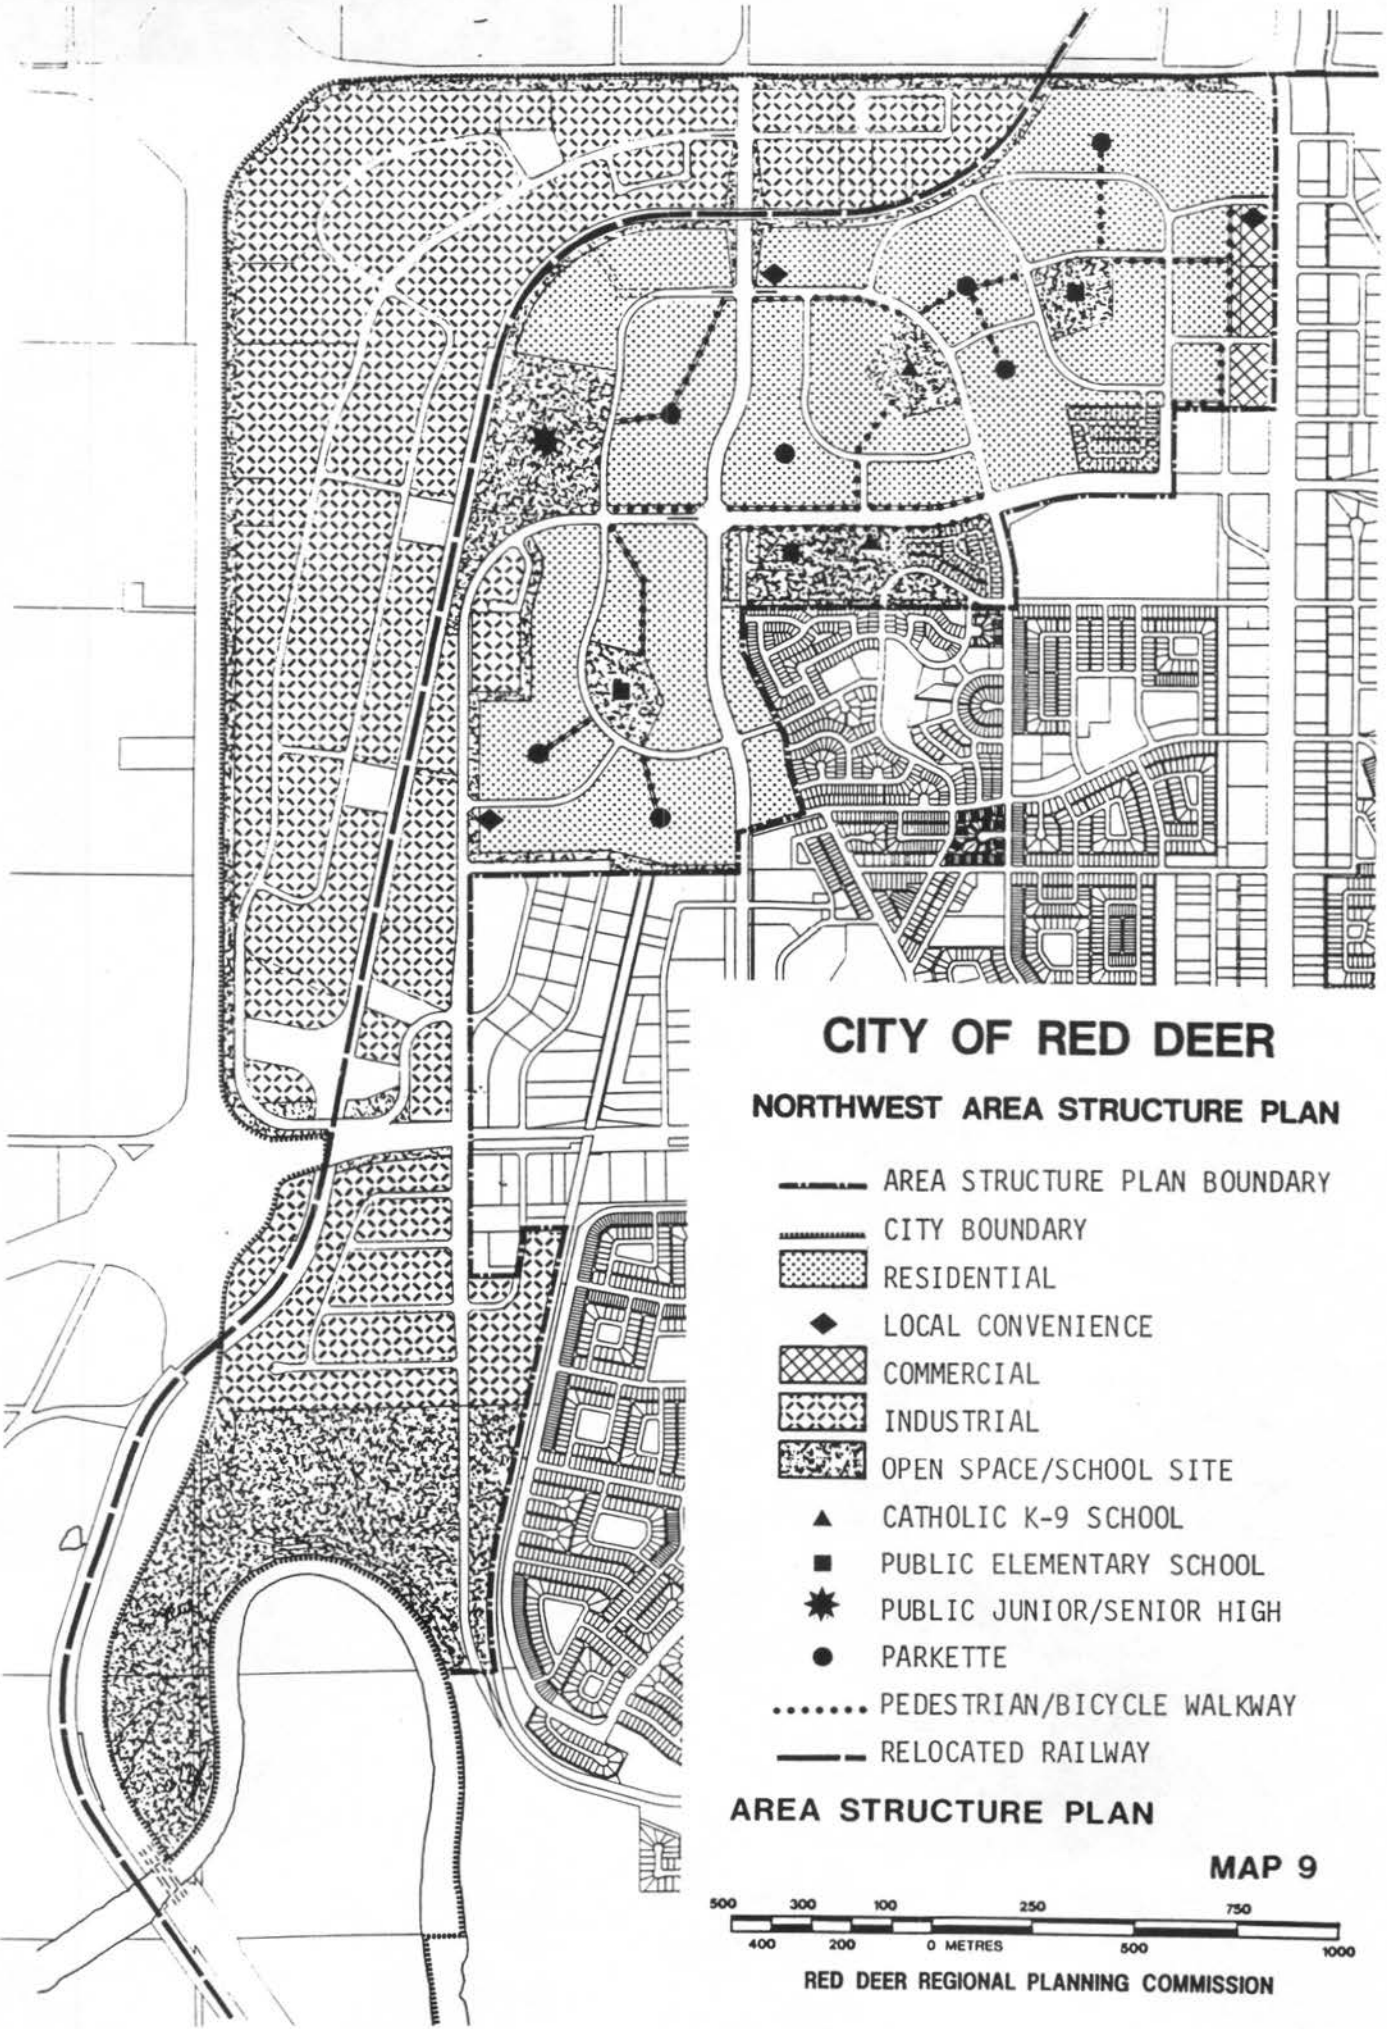 CITY OF RED DEER
NORTHWEST AREA STRUCTURE PLAN
AREA STRUCTURE PLAN BOUNDARY
CITY BOUNDARY
RESIDENTIAL
LOCAL CONVENIENCE
COMMERCIAL
INDUSTRIAL
OPEN SPACE/SCHOOL SITE
CATHOLIC K-9 SCHOOL
PUBLIC ELEMENTARY SCHOOL
PUBLIC JUNIOR/SENIOR HIGH
PARKETTE
PEDESTRIAN/BICYCLE WALKWAY
RELOCATED RAILWAY
AREA STRUCTURE PLAN
MAP 9
500 300 100 250 750
400 200 0 METRES 500 1000
RED DEER REGIONAL PLANNING COMMISSION